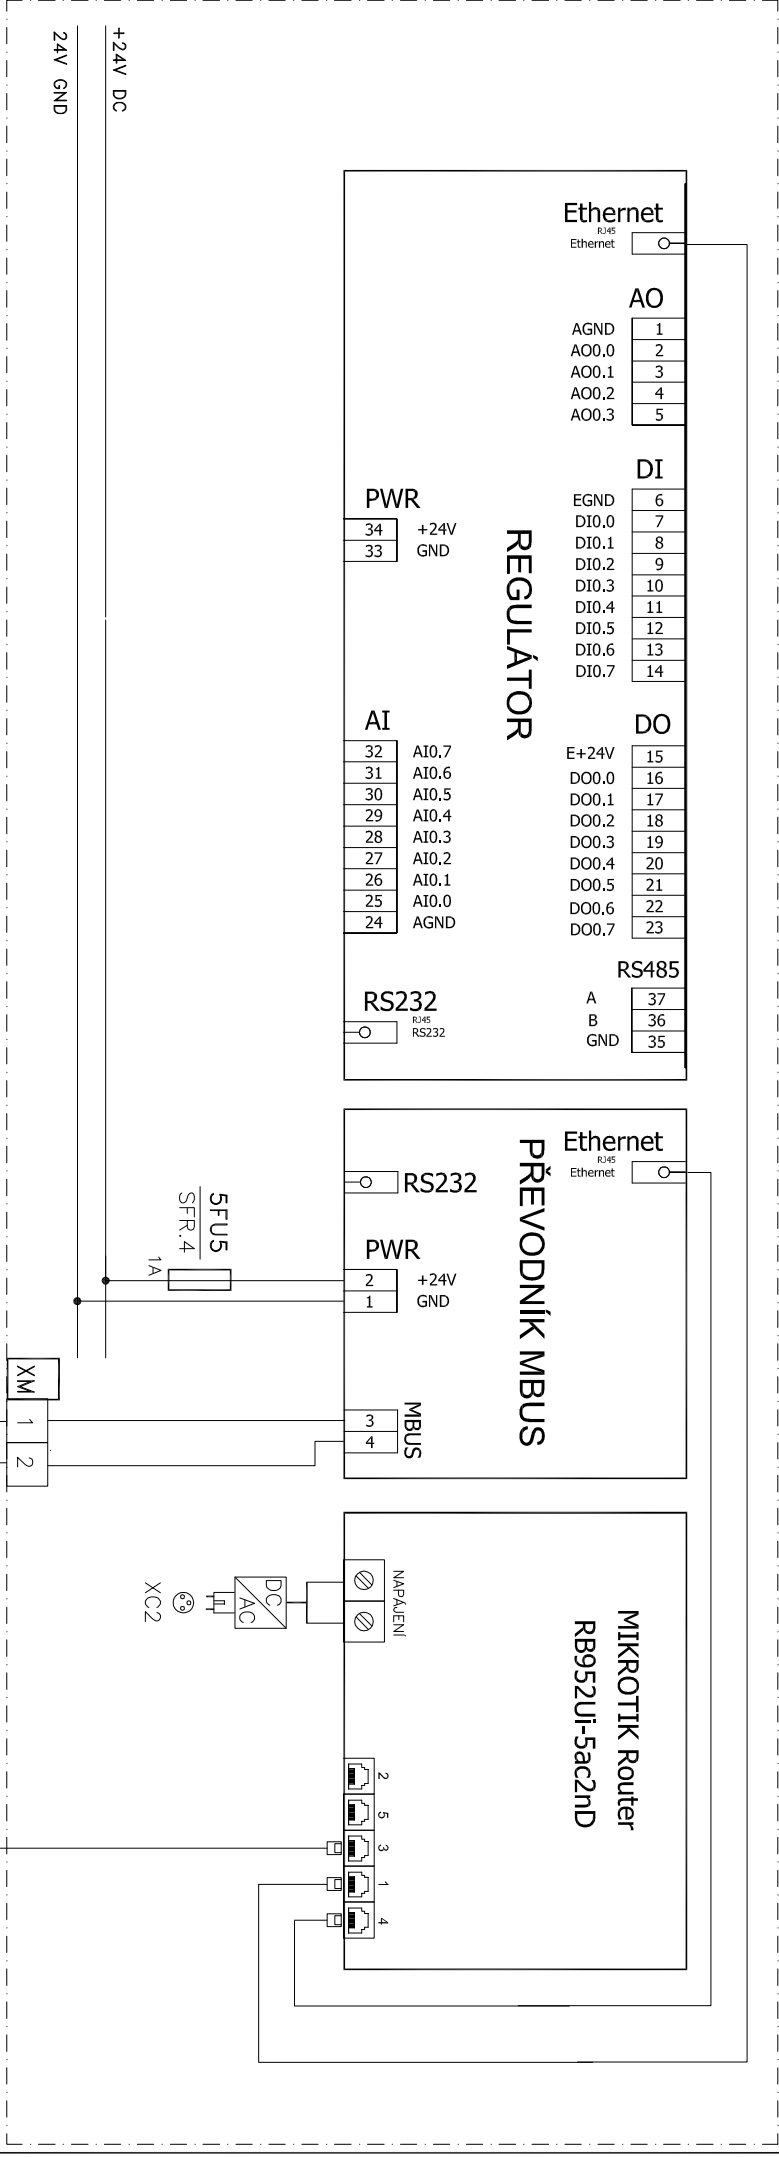 +24V DC
24V GND
REGULÁTOR
Ethernet
RJ45
Ethernet
AO
AGND 1
AO0.0 2
AO0.1 3
AO0.2 4
AO0.3 5
DI
EGND 6
DI0.0 7
DI0.1 8
DI0.2 9
DI0.3 10
DI0.4 11
DI0.5 12
DI0.6 13
DI0.7 14
PWR
34 +24V
33 GND
DO
E+24V 15
DO0.0 16
DO0.1 17
DO0.2 18
DO0.3 19
DO0.4 20
DO0.5 21
DO0.6 22
DO0.7 23
AI
32 AI0.7
31 AI0.6
30 AI0.5
29 AI0.4
28 AI0.3
27 AI0.2
26 AI0.1
25 AI0.0
24 AGND
RS485
A 37
B 36
GND 35
RS232
RJ45
RS232
PŘEVODNÍK MBUS
Ethernet
RJ45
Ethernet
RS232
PWR
2 +24V
1 GND
5FU5
SFR.4
1A
MBUS
3
4
XM
1
2
MIKROTIK Router
RB952Ui-5ac2nD
NAPÁJENÍ
DC
AC
XC2
2
5
3
1
4